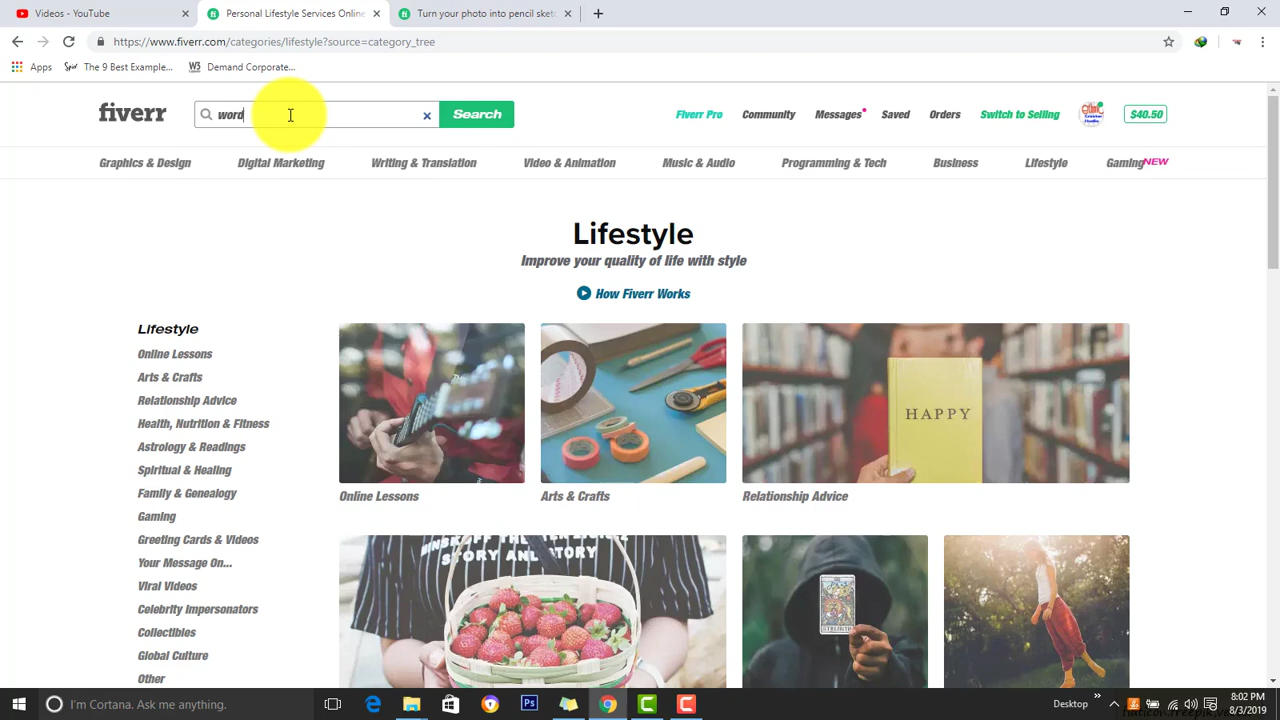 Videos - YouTube
Personal Lifestyle Services Online
Turn your photo into pncil sket
https://www.fiverr.com/categories/lifestyle?source=category_tree
Apps
The 9 Best Example...
W3
Demand Corporate...
fiverr
word
Search
Fiverr Pro
Community
Messages
Saved
Orders
Switch to Selling
$40.50
Graphics & Design
Digital Marketing
Writing & Translation
Video & Animation
Music & Audio
Programming & Tech
Business
Lifestyle
Gaming NEW
Lifestyle
Improve your quality of life with style
How Fiverr Works
Lifestyle
Online Lessons
Arts & Crafts
Relationship Advice
Health, Nutrition & Fitness
Astrology & Readings
Spiritual & Healing
Family & Genealogy
Gaming
Greeting Cards & Videos
Your Message On...
Viral Videos
Celebrity Impersonators
Collectibles
Global Culture
Other
HAPPY
Online Lessons
Arts & Crafts
Relationship Advice
STORY AND STORY
STRENGTH
I'm Cortana. Ask me anything.
Ps
Desktop
8:02 PM
8/3/2019